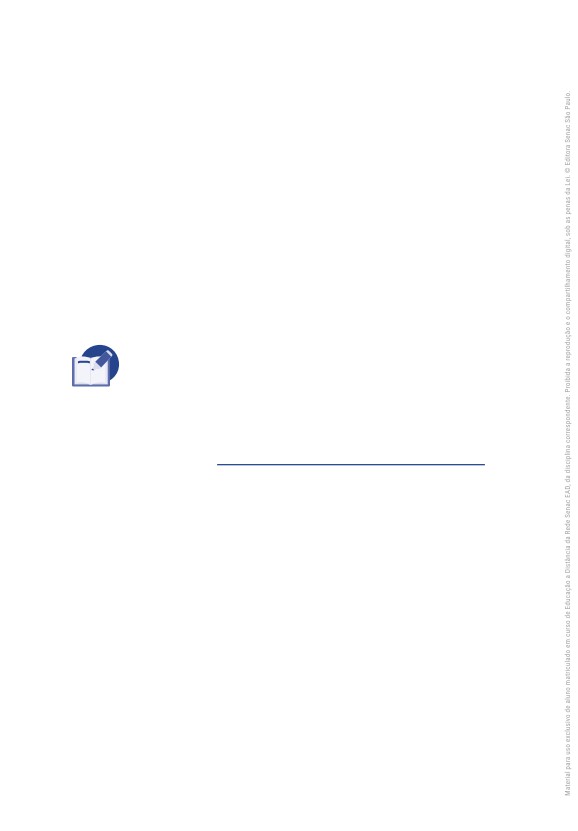 Material para uso exclusivo de aluno matriculado em curso de Educação a Distância da Rede Senac EAD, da disciplina correspondente. Proibida a reprodução e o compartilhamento digital, sob as penas da Lei. © Editora Senac São Paulo.